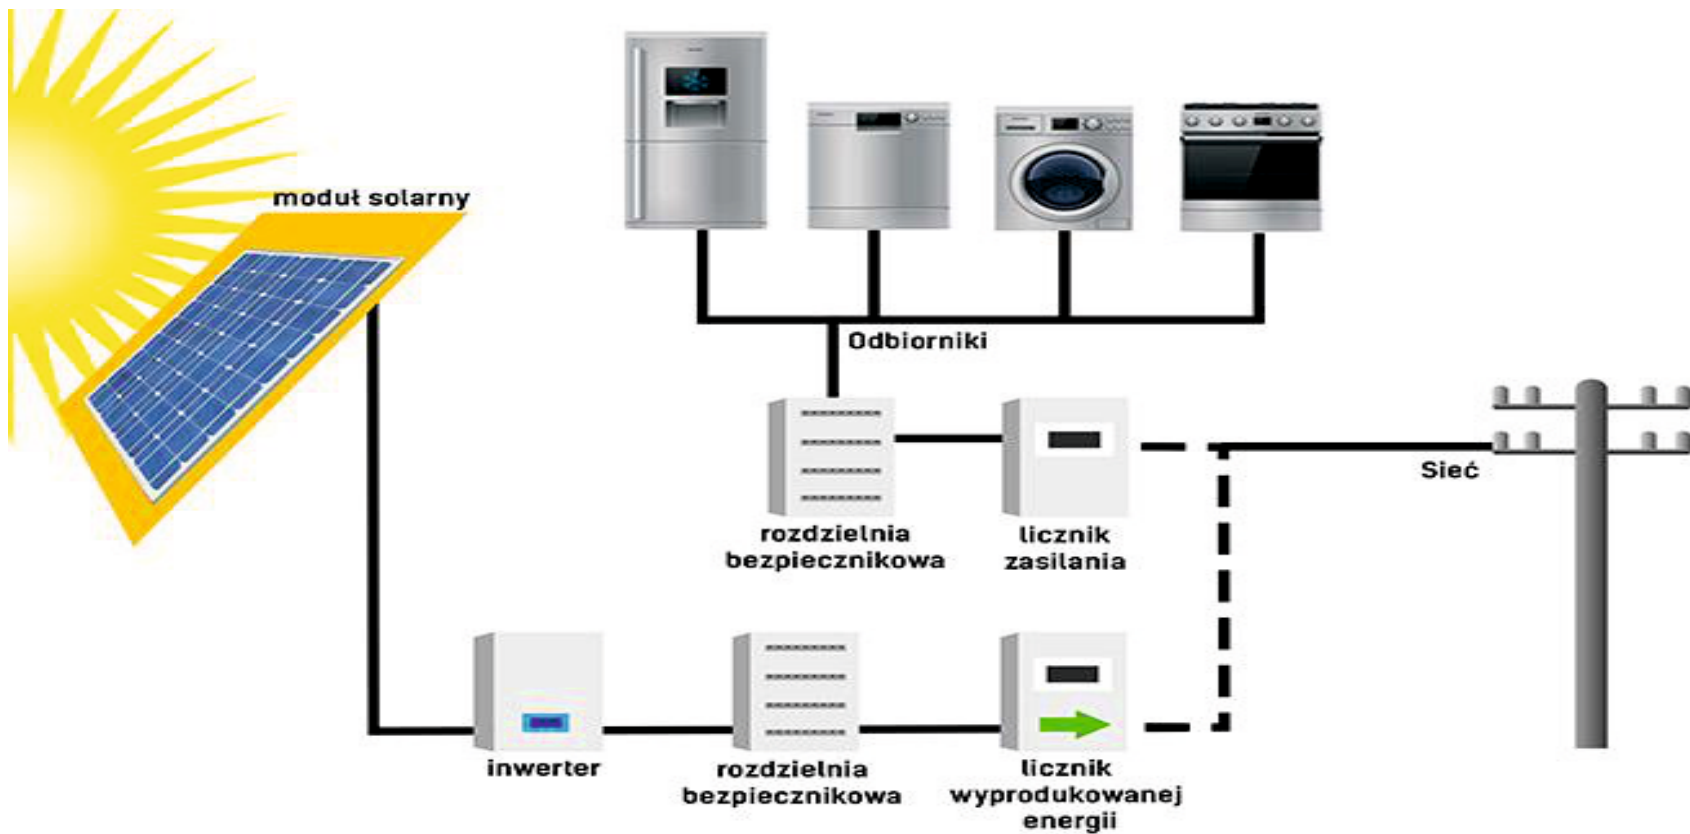 moduł solarny
Odbiorniki
Sieć
rozdzielnia
bezpiecznikowa
licznik
zasilania
inwerter
rozdzielnia
bezpiecznikowa
licznik
wyprodukowanej
energii